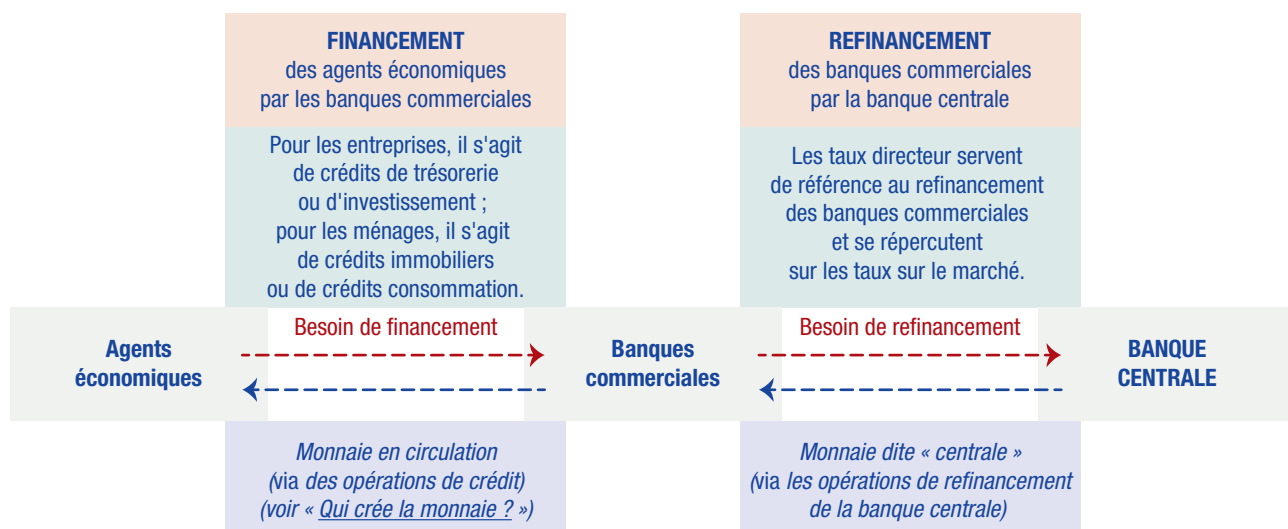 FINANCEMENT
des agents économiques
par les banques commerciales
Pour les entreprises, il s'agit
de crédits de trésorerie
ou d'investissement ;
pour les ménages, il s'agit
de crédits immobiliers
ou de crédits consommation.
REFINANCEMENT
des banques commerciales
par la banque centrale
Les taux directeur servent
de référence au refinancement
des banques commerciales
et se répercutent
sur les taux sur le marché.
Agents
économiques
Besoin de financement
Banques
commerciales
Besoin de refinancement
BANQUE
CENTRALE
Monnaie en circulation
(via des opérations de crédit)
(voir « Qui crée la monnaie ? »)
Monnaie dite « centrale »
(via les opérations de refinancement
de la banque centrale)